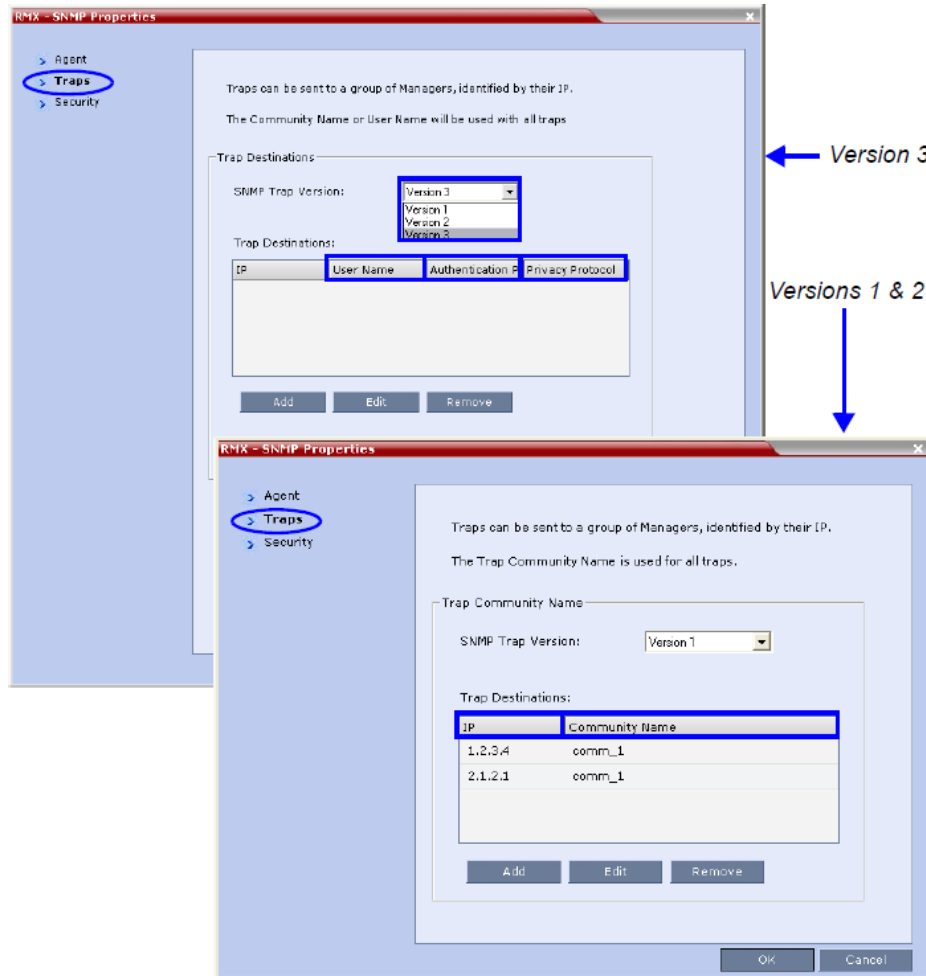 RMX - SNMP Properties
Agent
Traps
Security
Traps can be sent to a group of Managers, identified by their IP.
The Community Name or User Name will be used with all traps
Trap Destinations
SNMP Trap Version:
Version 3
Version 1
Version 2
Version 3
Trap Destinations:
IP User Name Authentication P Privacy Protocol
Add Edit Remove
Version 3
Versions 1 & 2
RMX - SNMP Properties
Agent
Traps
Security
Traps can be sent to a group of Managers, identified by their IP.
The Trap Community Name is used for all traps.
Trap Community Name
SNMP Trap Version: Version 1
Trap Destinations:
IP Community Name
1.2.3.4 comm_1
2.1.2.1 comm_1
Add Edit Remove
OK Cancel